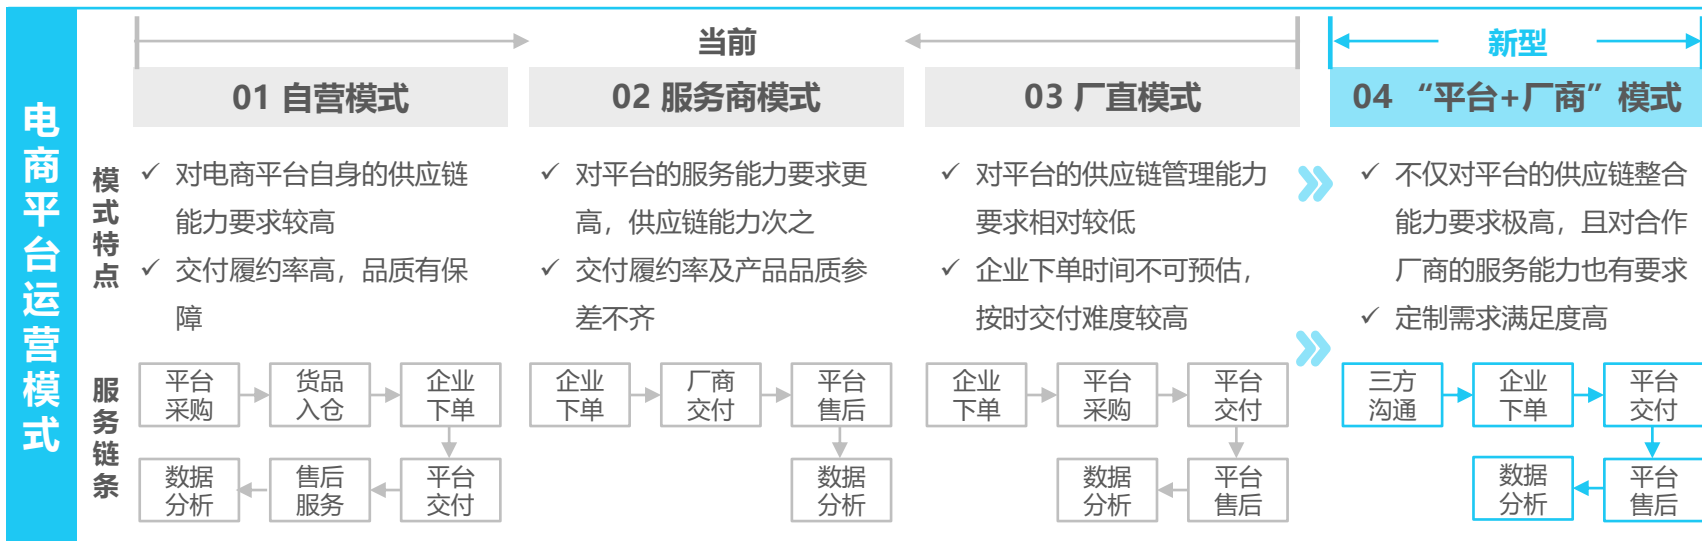 电商平台运营模式
当前
新型
01 自营模式
02 服务商模式
03 厂直模式
04 “平台+厂商”模式
模式特点
✓ 对电商平台自身的供应链
能力要求较高
✓ 交付履约率高，品质有保
障
✓ 对平台的服务能力要求更
高，供应链能力次之
✓ 交付履约率及产品品质参
差不齐
✓ 对平台的供应链管理能力
要求相对较低
✓ 企业下单时间不可预估，
按时交付难度较高
✓ 不仅对平台的供应链整合
能力要求极高，且对合作
厂商的服务能力也有要求
✓ 定制需求满足度高
服务链条
平台
采购
货品
入仓
企业
下单
平台
交付
售后
服务
数据
分析
企业
下单
厂商
交付
平台
售后
数据
分析
企业
下单
平台
采购
平台
交付
平台
售后
数据
分析
三方
沟通
企业
下单
平台
交付
平台
售后
数据
分析